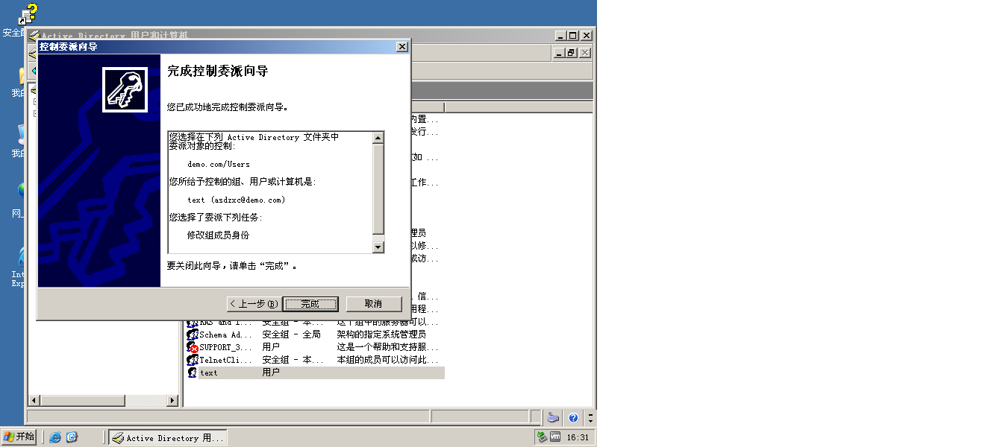 安全
Active Directory 用户和计算机
控制委派向导
完成控制委派向导
您已成功地完成控制委派向导。
您选择在下列 Active Directory 文件夹中
委派对象的控制:
demo.com/Users
您所给予控制的组、用户或计算机是:
text (asdzxc@demo.com)
您选择了委派下列任务:
修改组成员身份
要关闭此向导，请单击“完成”。
< 上一步(B)
完成
取消
我的
我的
网上
Int
Exp
内置...
发行...
如 ...
工作...
理员
以修...
或访...
信...
用程...
RAS and I... 安全组 - 本... 这个组中的服务器可以...
Schema Ad... 安全组 - 全局 架构的指定系统管理员
SUPPORT_3... 用户 这是一个帮助和支持服...
TelnetCli... 安全组 - 本... 本组的成员可以访问此...
text 用户
开始
Active Directory 用...
16:31